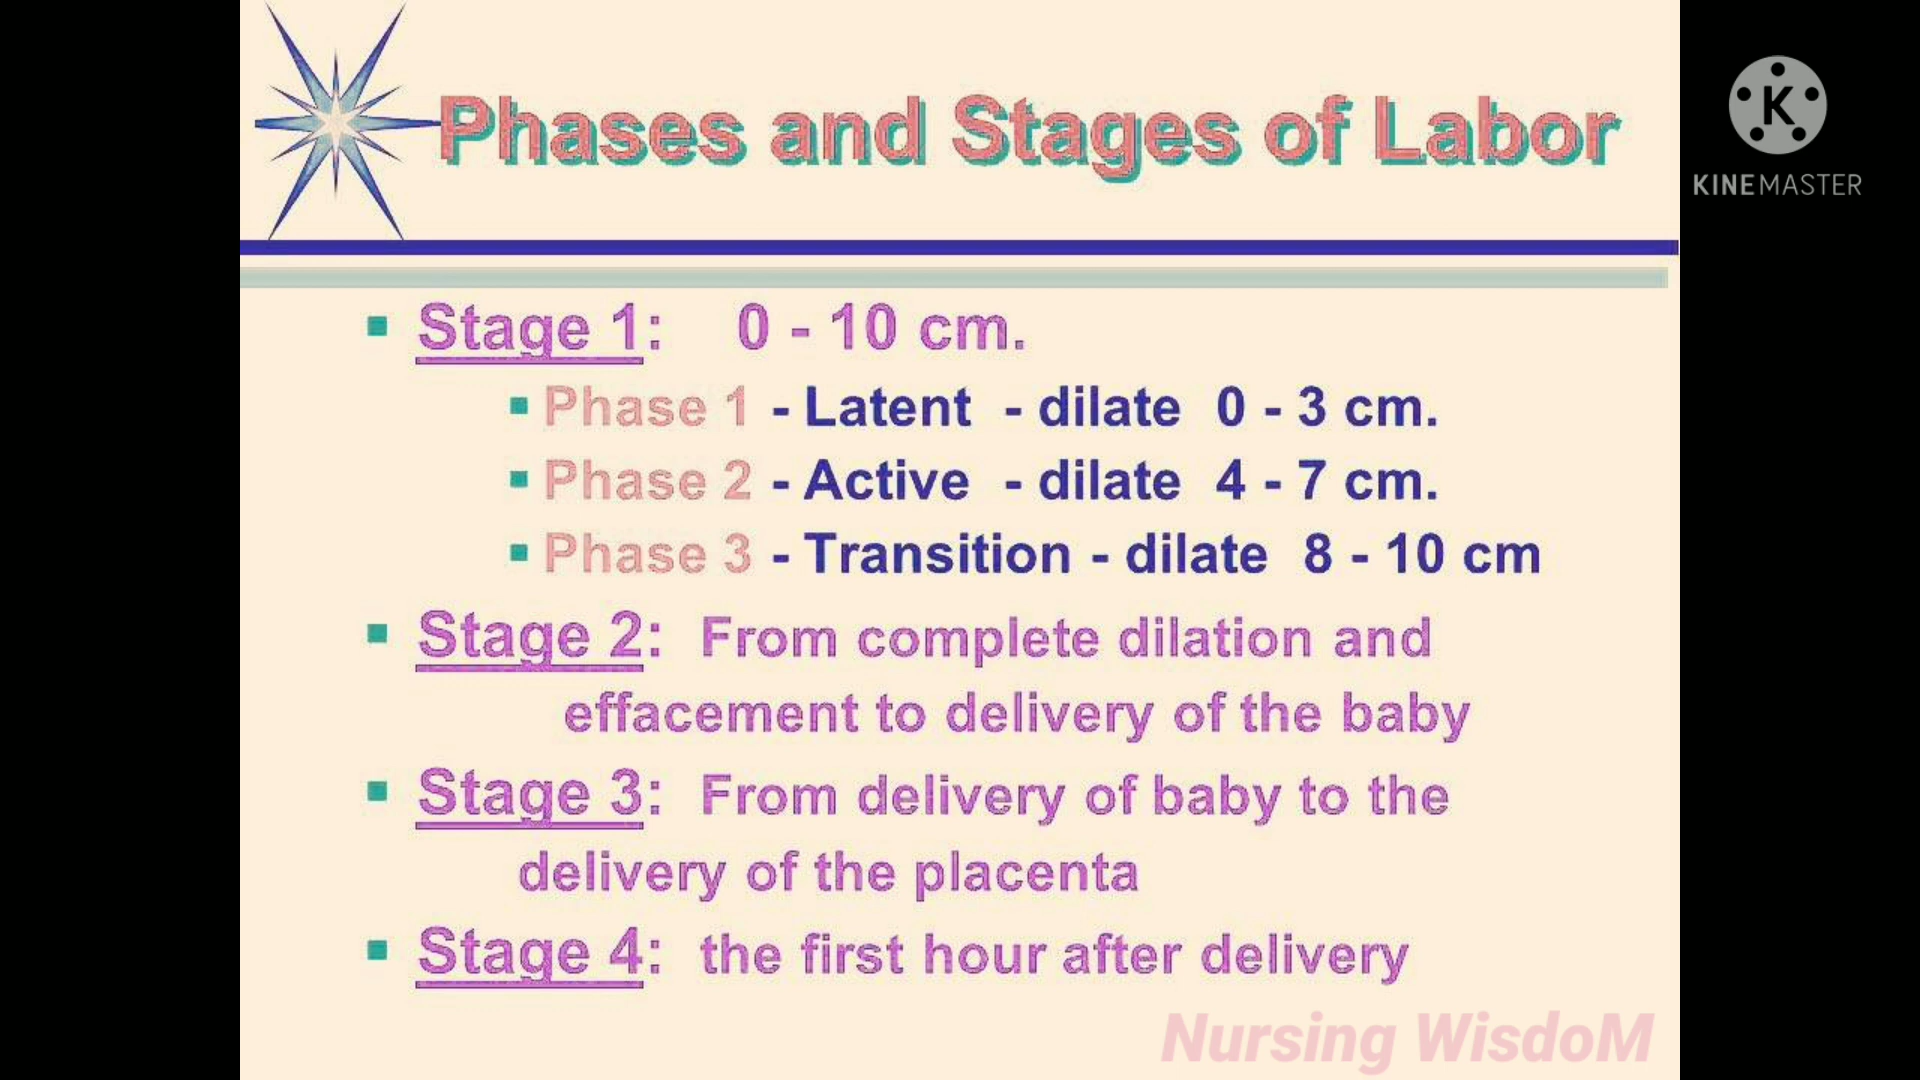 Phases and Stages of Labor
KINEMASTER
Stage 1: 0 - 10 cm.
Phase 1 - Latent - dilate 0 - 3 cm.
Phase 2 - Active - dilate 4 - 7 cm.
Phase 3 - Transition - dilate 8 - 10 cm
Stage 2: From complete dilation and
effacement to delivery of the baby
Stage 3: From delivery of baby to the
delivery of the placenta
Stage 4: the first hour after delivery
Nursing WisdoM